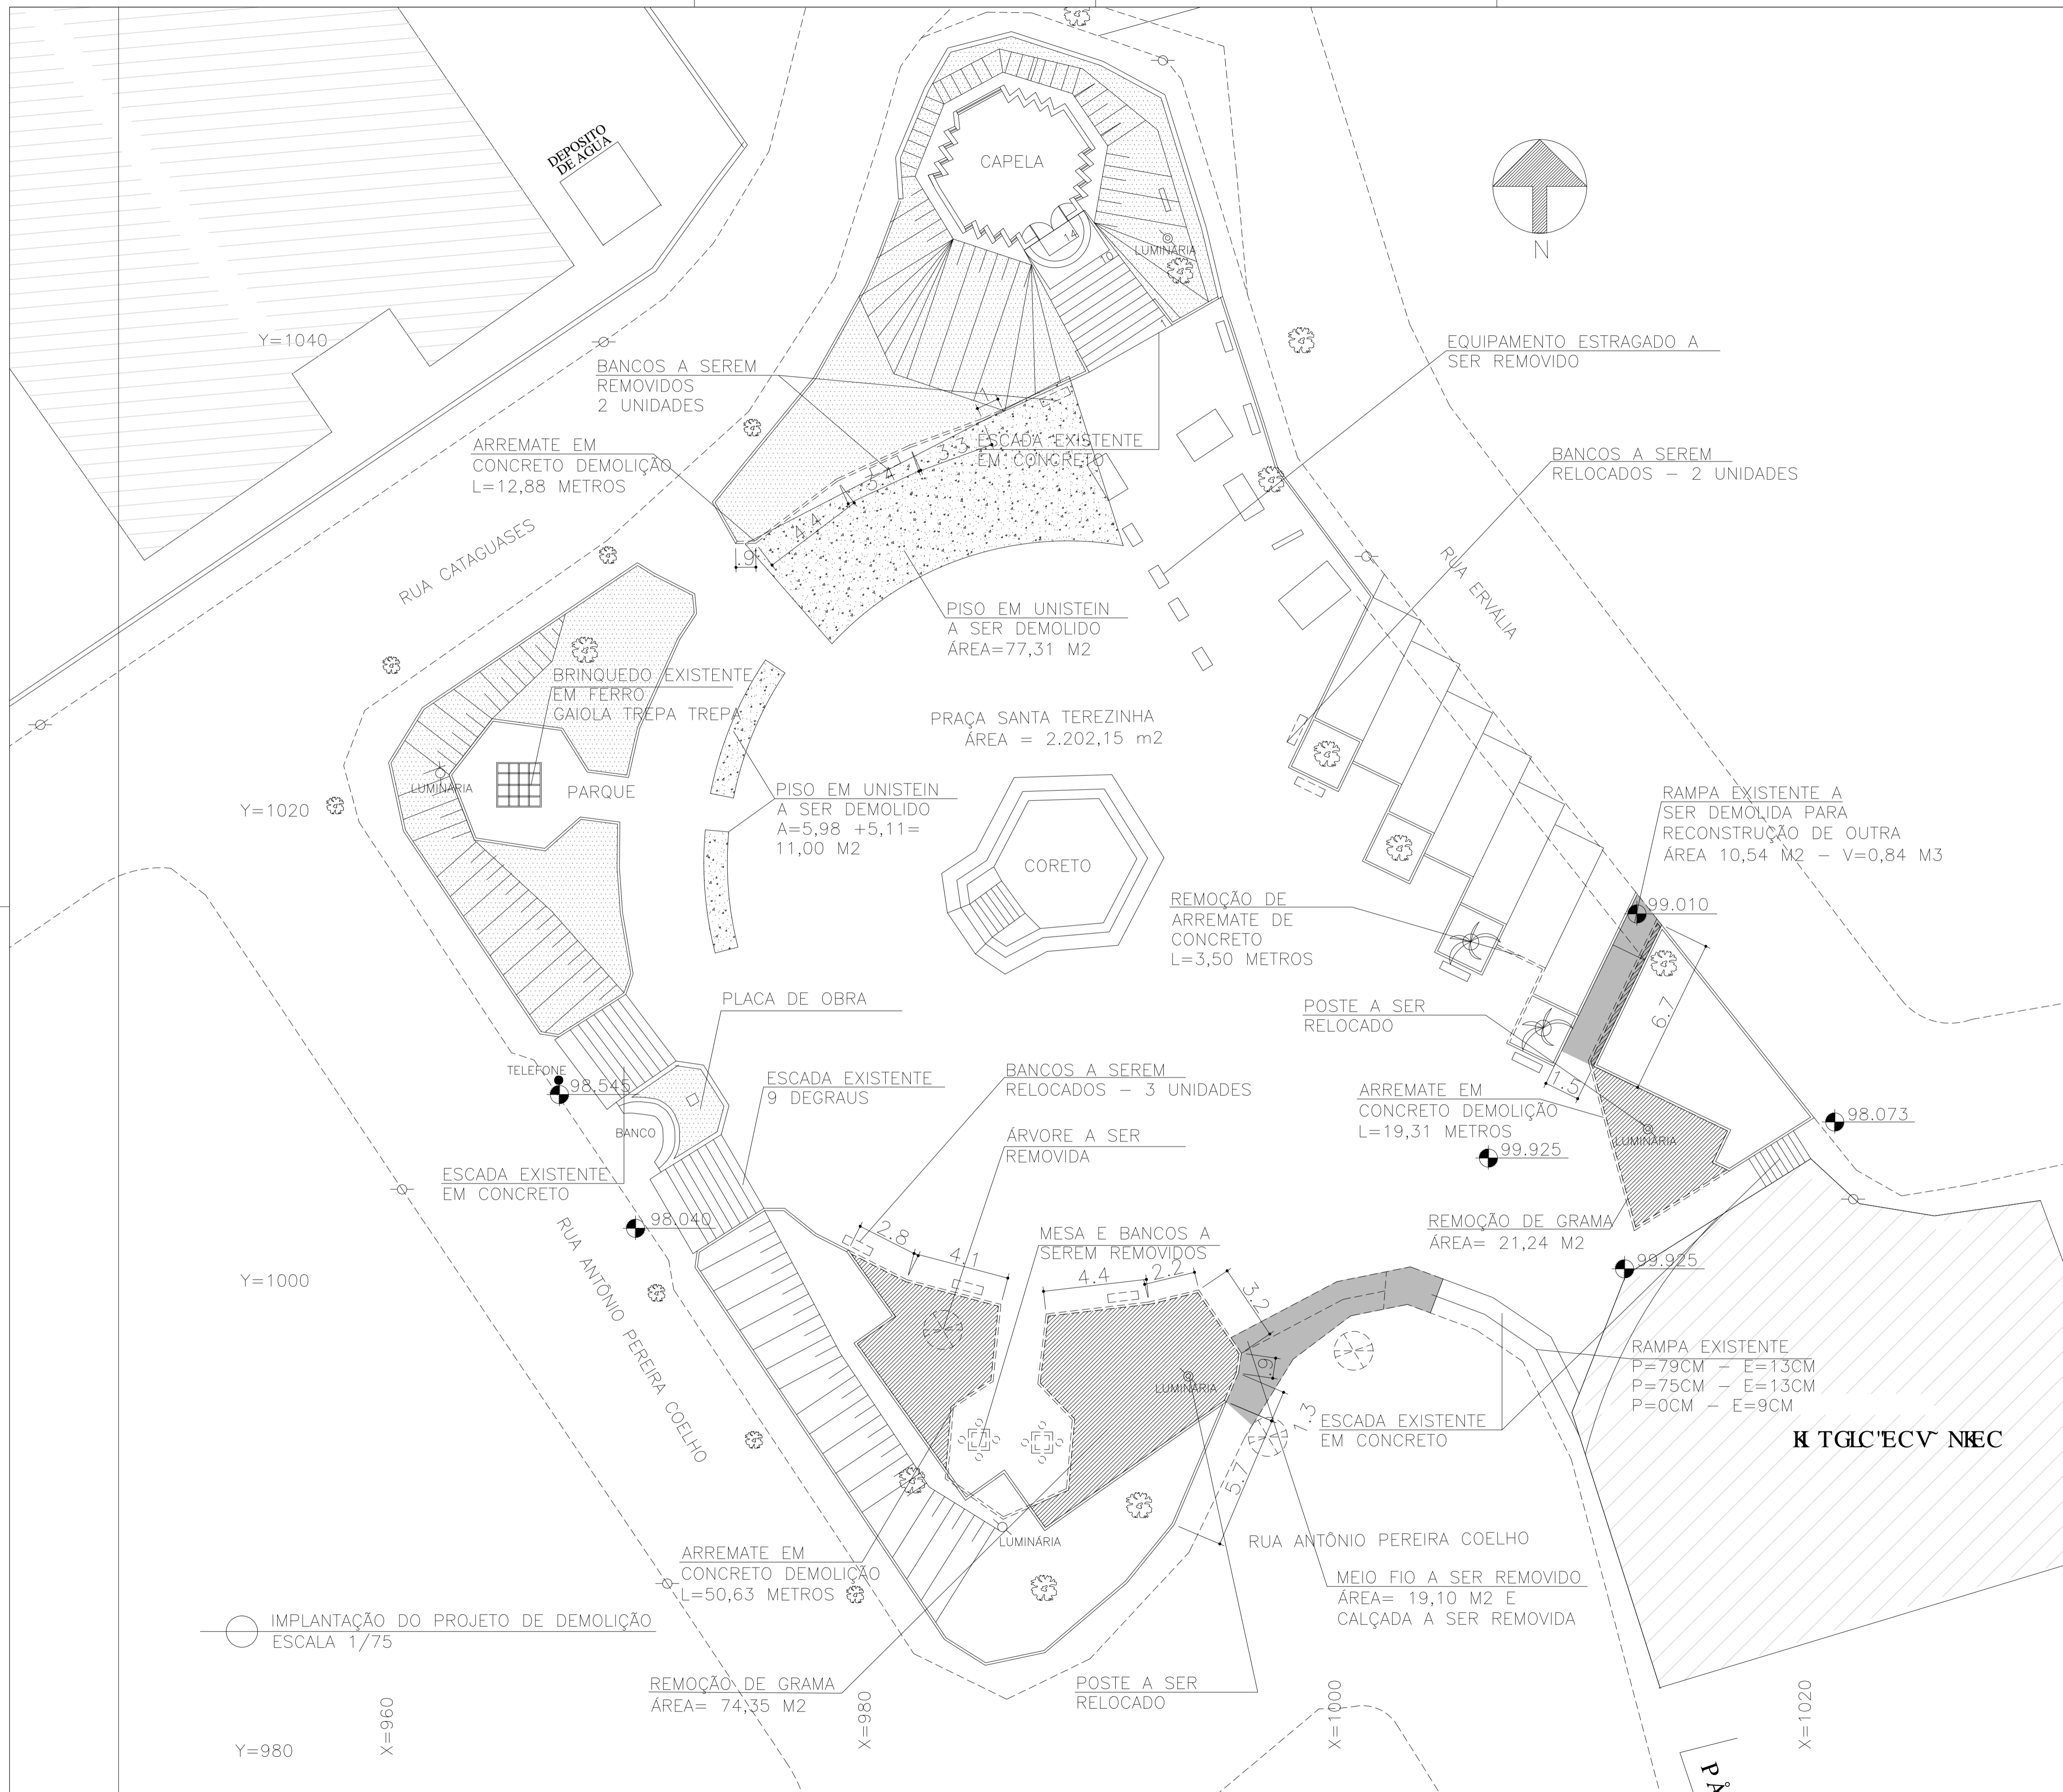 DEPOSITO
DE AGUA
CAPELA
14
10
1
LUMINÁRIA
N
Y=1040
BANCOS A SEREM
REMOVIDOS
2 UNIDADES
EQUIPAMENTO ESTRAGADO A
SER REMOVIDO
ARREMATE EM
CONCRETO DEMOLIÇÃO
L=12,88 METROS
ESCADA EXISTENTE
EM CONCRETO
BANCOS A SEREM
RELOCADOS - 2 UNIDADES
.7
3.3
3.4
4.4
.9
RUA CATAGUASES
RUA ERVÁLIA
PISO EM UNISTEIN
A SER DEMOLIDO
ÁREA=77,31 M2
BRINQUEDO EXISTENTE
EM FERRO
GAIOLA TREPA TREPA
PRAÇA SANTA TEREZINHA
ÁREA = 2.202,15 m2
LUMINÁRIA
PARQUE
Y=1020
PISO EM UNISTEIN
A SER DEMOLIDO
A=5,98 +5,11=
11,00 M2
RAMPA EXISTENTE A
SER DEMOLIDA PARA
RECONSTRUÇÃO DE OUTRA
ÁREA 10,54 M2 - V=0,84 M3
CORETO
REMOÇÃO DE
ARREMATE DE
CONCRETO
L=3,50 METROS
99.010
PLACA DE OBRA
POSTE A SER
RELOCADO
6.7
TELEFONE
98.545
ESCADA EXISTENTE
9 DEGRAUS
BANCOS A SEREM
RELOCADOS - 3 UNIDADES
1.5
ARREMATE EM
CONCRETO DEMOLIÇÃO
L=19,31 METROS
98.073
BANCO
ÁRVORE A SER
REMOVIDA
LUMINÁRIA
99.925
ESCADA EXISTENTE
EM CONCRETO
98.040
REMOÇÃO DE GRAMA
ÁREA= 21,24 M2
RUA ANTÔNIO PEREIRA COELHO
2.8
4.1
MESA E BANCOS A
SEREM REMOVIDOS
4.4
2.2
3.2
99.925
Y=1000
RAMPA EXISTENTE
P=79CM - E=13CM
P=75CM - E=13CM
P=0CM - E=9CM
.9
LUMINÁRIA
1.3
ESCADA EXISTENTE
EM CONCRETO
5.7
LUMINÁRIA
RUA ANTÔNIO PEREIRA COELHO
ARREMATE EM
CONCRETO DEMOLIÇÃO
L=50,63 METROS
MEIO FIO A SER REMOVIDO
ÁREA= 19,10 M2 E
CALÇADA A SER REMOVIDA
IMPLANTAÇÃO DO PROJETO DE DEMOLIÇÃO
ESCALA 1/75
REMOÇÃO DE GRAMA
ÁREA= 74,35 M2
POSTE A SER
RELOCADO
X=960
X=980
X=1000
X=1020
Y=980